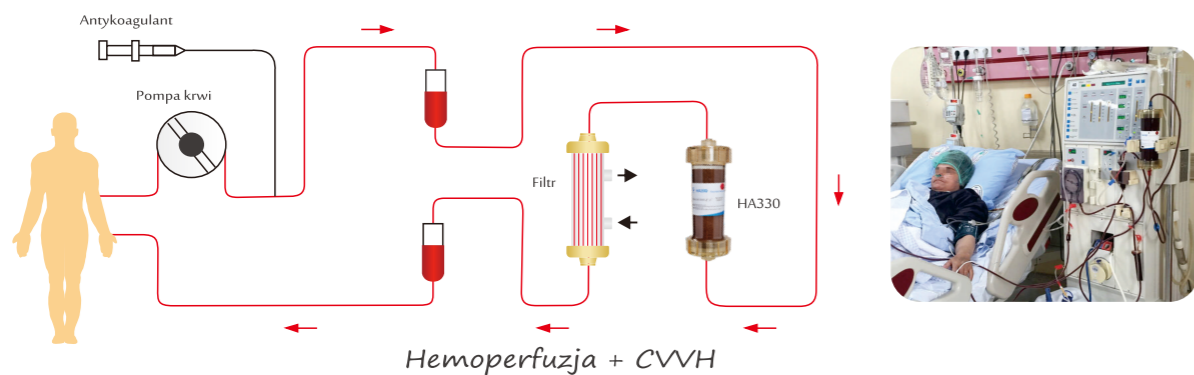 Antykoagulant
Pompa krwi
Filtr
HA330
Hemoperfuzja + CVVH